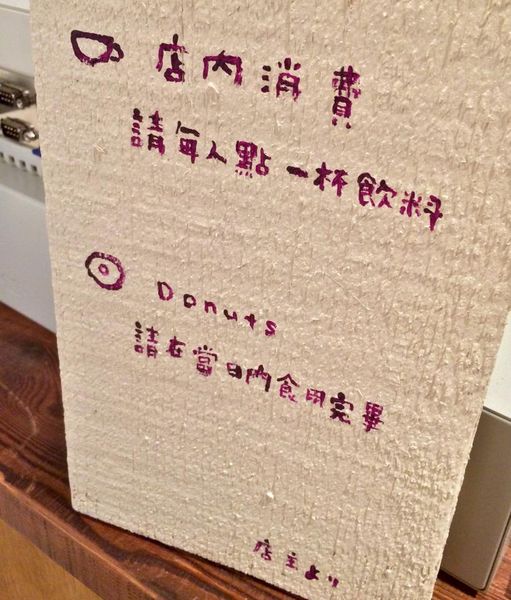 店內消費
請每人點一杯飲料
Donuts
請在當日內食用完畢
店主より